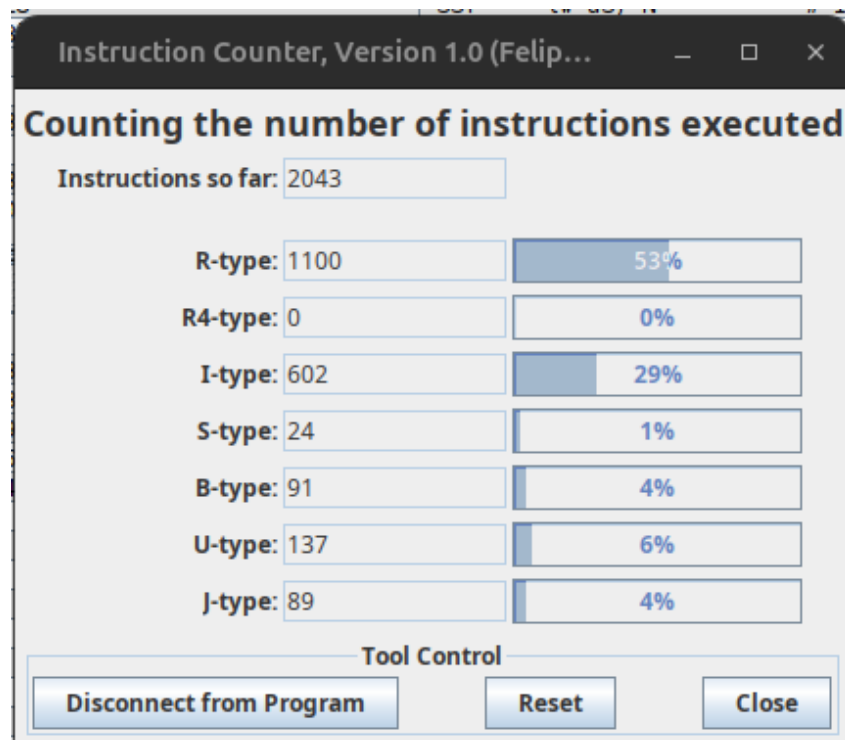 Instruction Counter, Version 1.0 (Felip...
Counting the number of instructions executed
Instructions so far: 2043
R-type: 1100 53%
R4-type: 0 0%
I-type: 602 29%
S-type: 24 1%
B-type: 91 4%
U-type: 137 6%
J-type: 89 4%
Tool Control
Disconnect from Program Reset Close